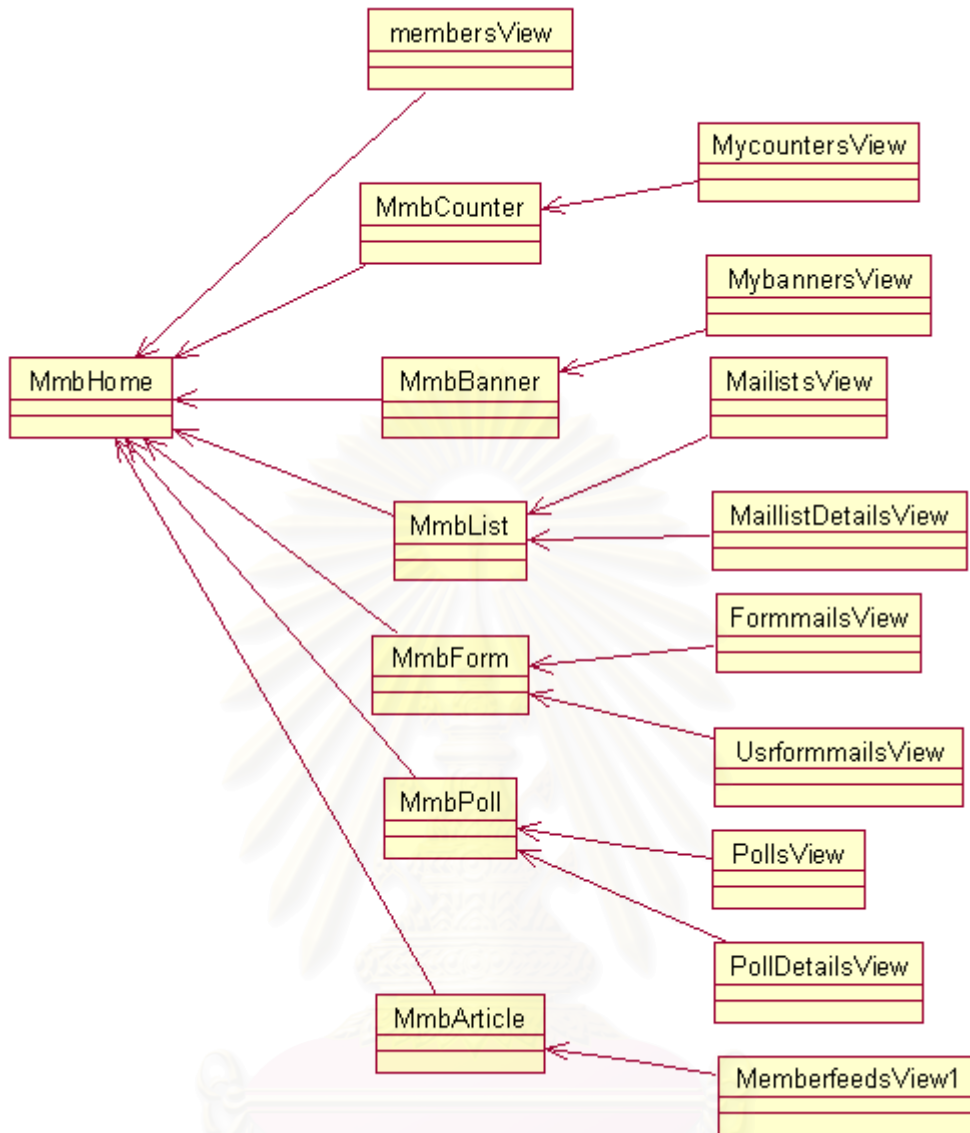 membersView
MycountersView
MmbCounter
MybannersView
MmbHome
MmbBanner
MailistsView
MmbList
MaillistDetailsView
FormmailsView
MmbForm
UsrformmailsView
MmbPoll
PollsView
PollDetailsView
MmbArticle
MemberfeedsView1